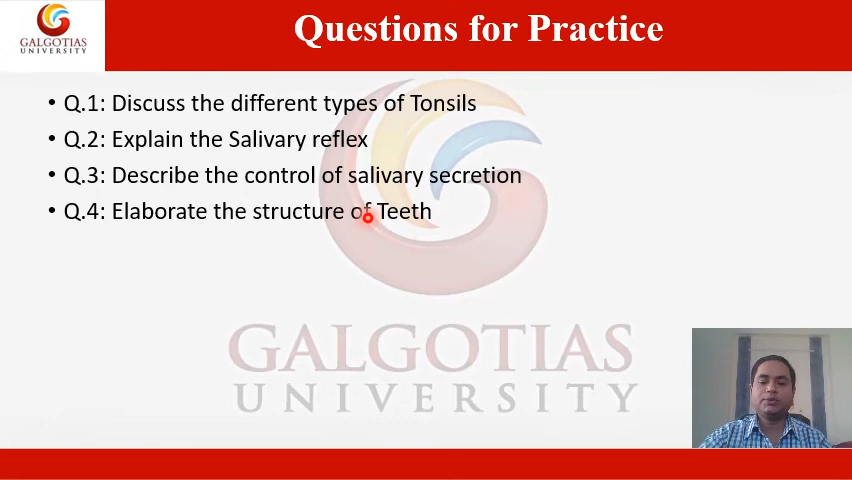 GALGOTIAS
UNIVERSITY
Questions for Practice
• Q.1: Discuss the different types of Tonsils
• Q.2: Explain the Salivary reflex
• Q.3: Describe the control of salivary secretion
• Q.4: Elaborate the structure of Teeth
GALGOTIAS
UNIVERSITY